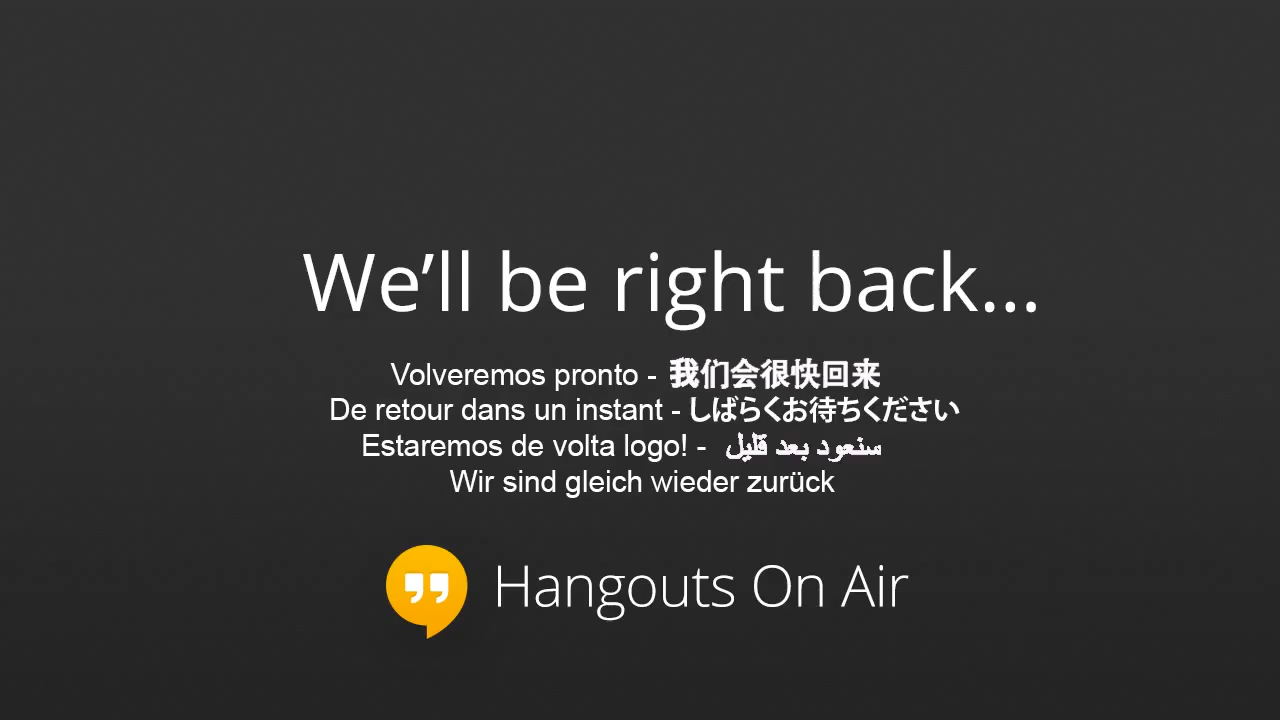 We’ll be right back...
Volveremos pronto - 我们会很快回来
De retour dans un instant - しばらくお待ちください
Estaremos de volta logo! - سنعود بعد قليل
Wir sind gleich wieder zurück
Hangouts On Air